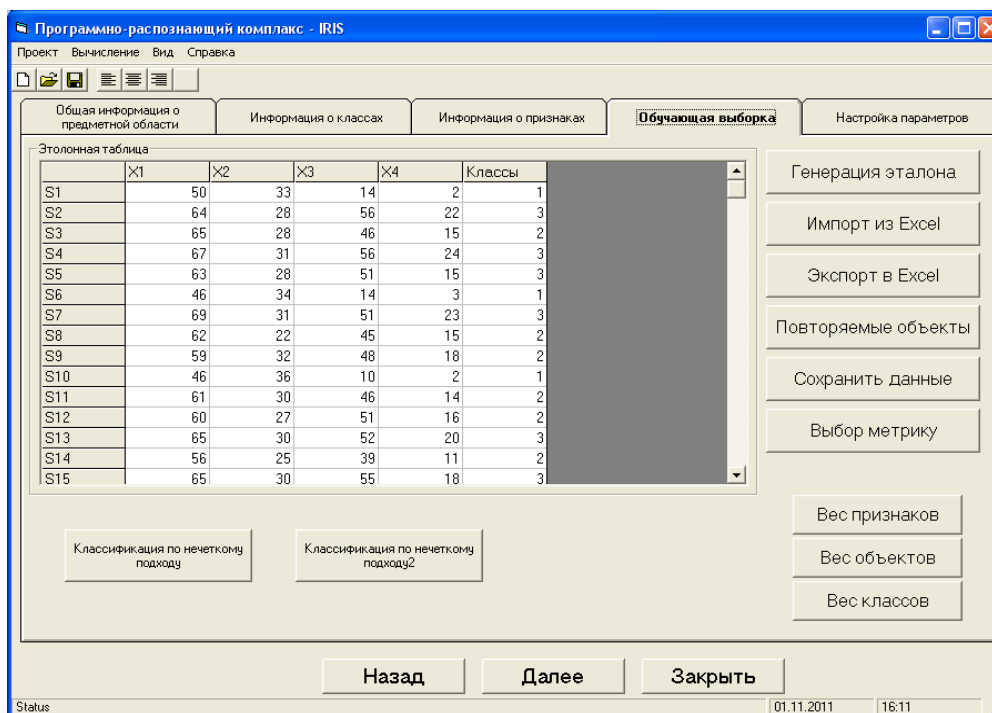 Программно-распознающий комплакс - IRIS
Проект Вычисление Вид Справка
Общая информация о предметной области
Информация о классах
Информация о признаках
Обучающая выборка
Настройка параметров
Этолонная таблица
X1 X2 X3 X4 Классы
S1 50 33 14 2 1
S2 64 28 56 22 3
S3 65 28 46 15 2
S4 67 31 56 24 3
S5 63 28 51 15 3
S6 46 34 14 3 1
S7 69 31 51 23 3
S8 62 22 45 15 2
S9 59 32 48 18 2
S10 46 36 10 2 1
S11 61 30 46 14 2
S12 60 27 51 16 2
S13 65 30 52 20 3
S14 56 25 39 11 2
S15 65 30 55 18 3
Генерация эталона
Импорт из Excel
Экспорт в Excel
Повторяемые объекты
Сохранить данные
Выбор метрику
Вес признаков
Вес объектов
Вес классов
Классификация по нечеткому
подходу
Классификация по нечеткому
подходу2
Назад Далее Закрыть
Status 01.11.2011 16:11